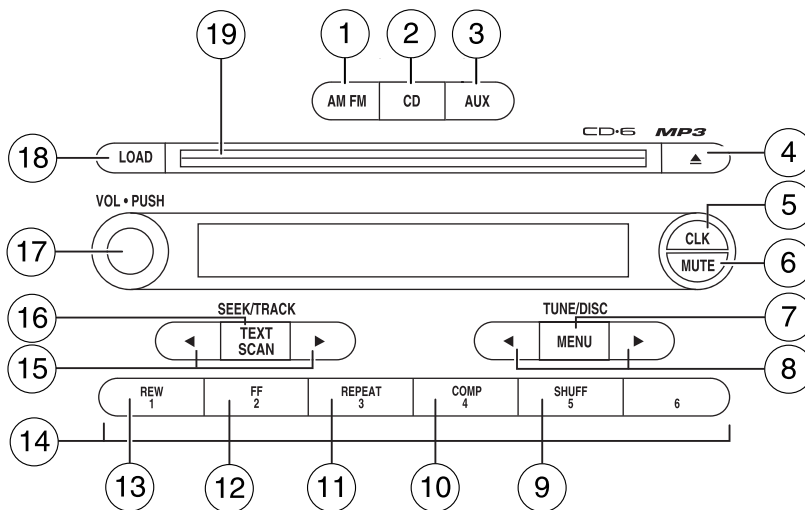 19
1
2
3
AM FM
CD
AUX
CD•6 MP3
18
LOAD
4
VOL • PUSH
5
CLK
17
MUTE
6
SEEK/TRACK
TUNE/DISC
16
TEXT
SCAN
MENU
7
15
8
REW
1
FF
2
REPEAT
3
COMP
4
SHUFF
5
6
14
13
12
11
10
9